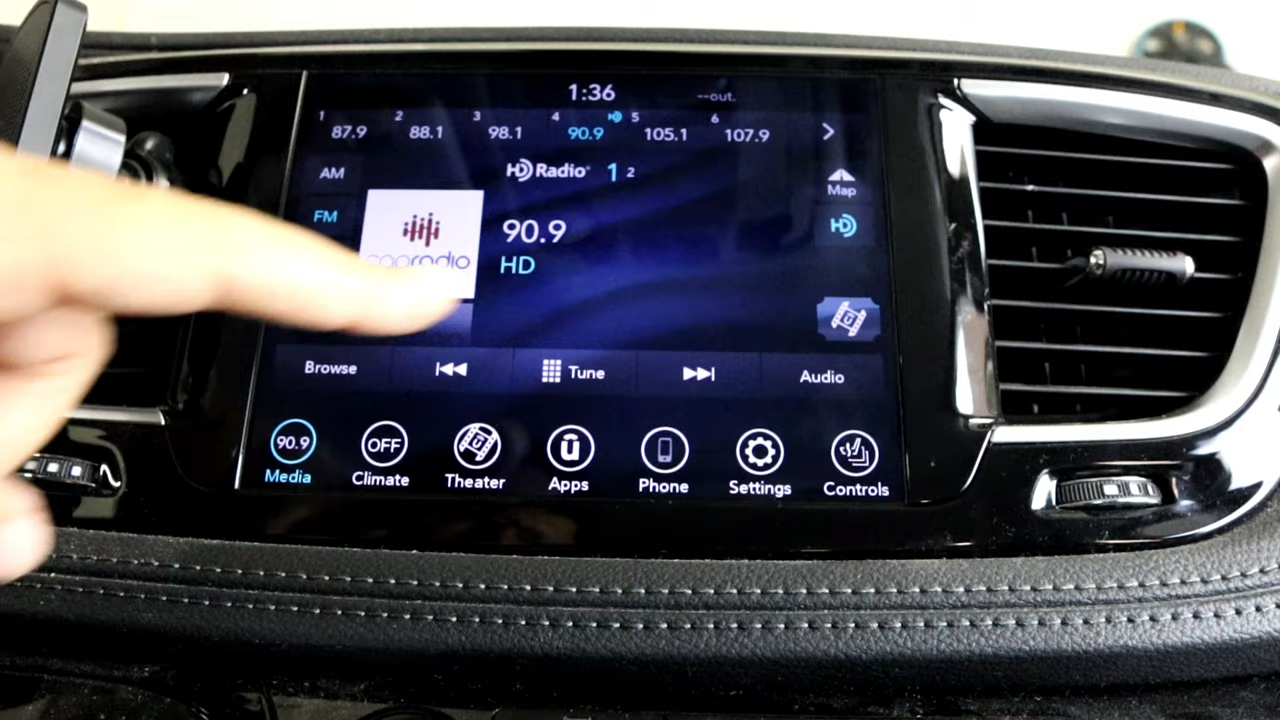 1:36 --out.
1 2 3 4 HD 5 6
87.9 88.1 98.1 90.9 105.1 107.9
AM HD Radio 1 2 Map
FM 90.9 HD
HD
Browse Tune Audio
90.9 OFF
Media Climate Theater Apps Phone Settings Controls